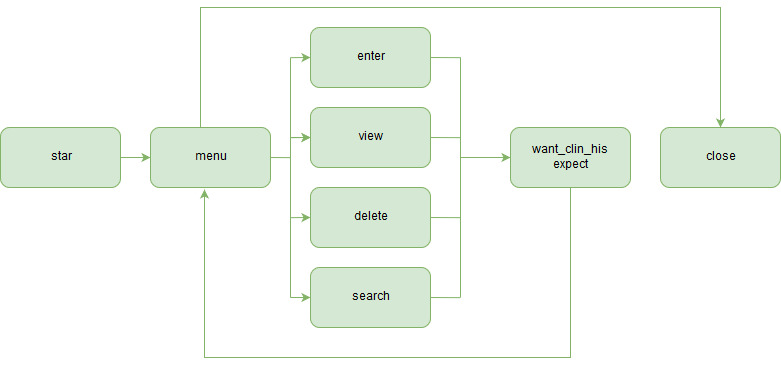 star
menu
enter
view
delete
search
want_clin_his
expect
close